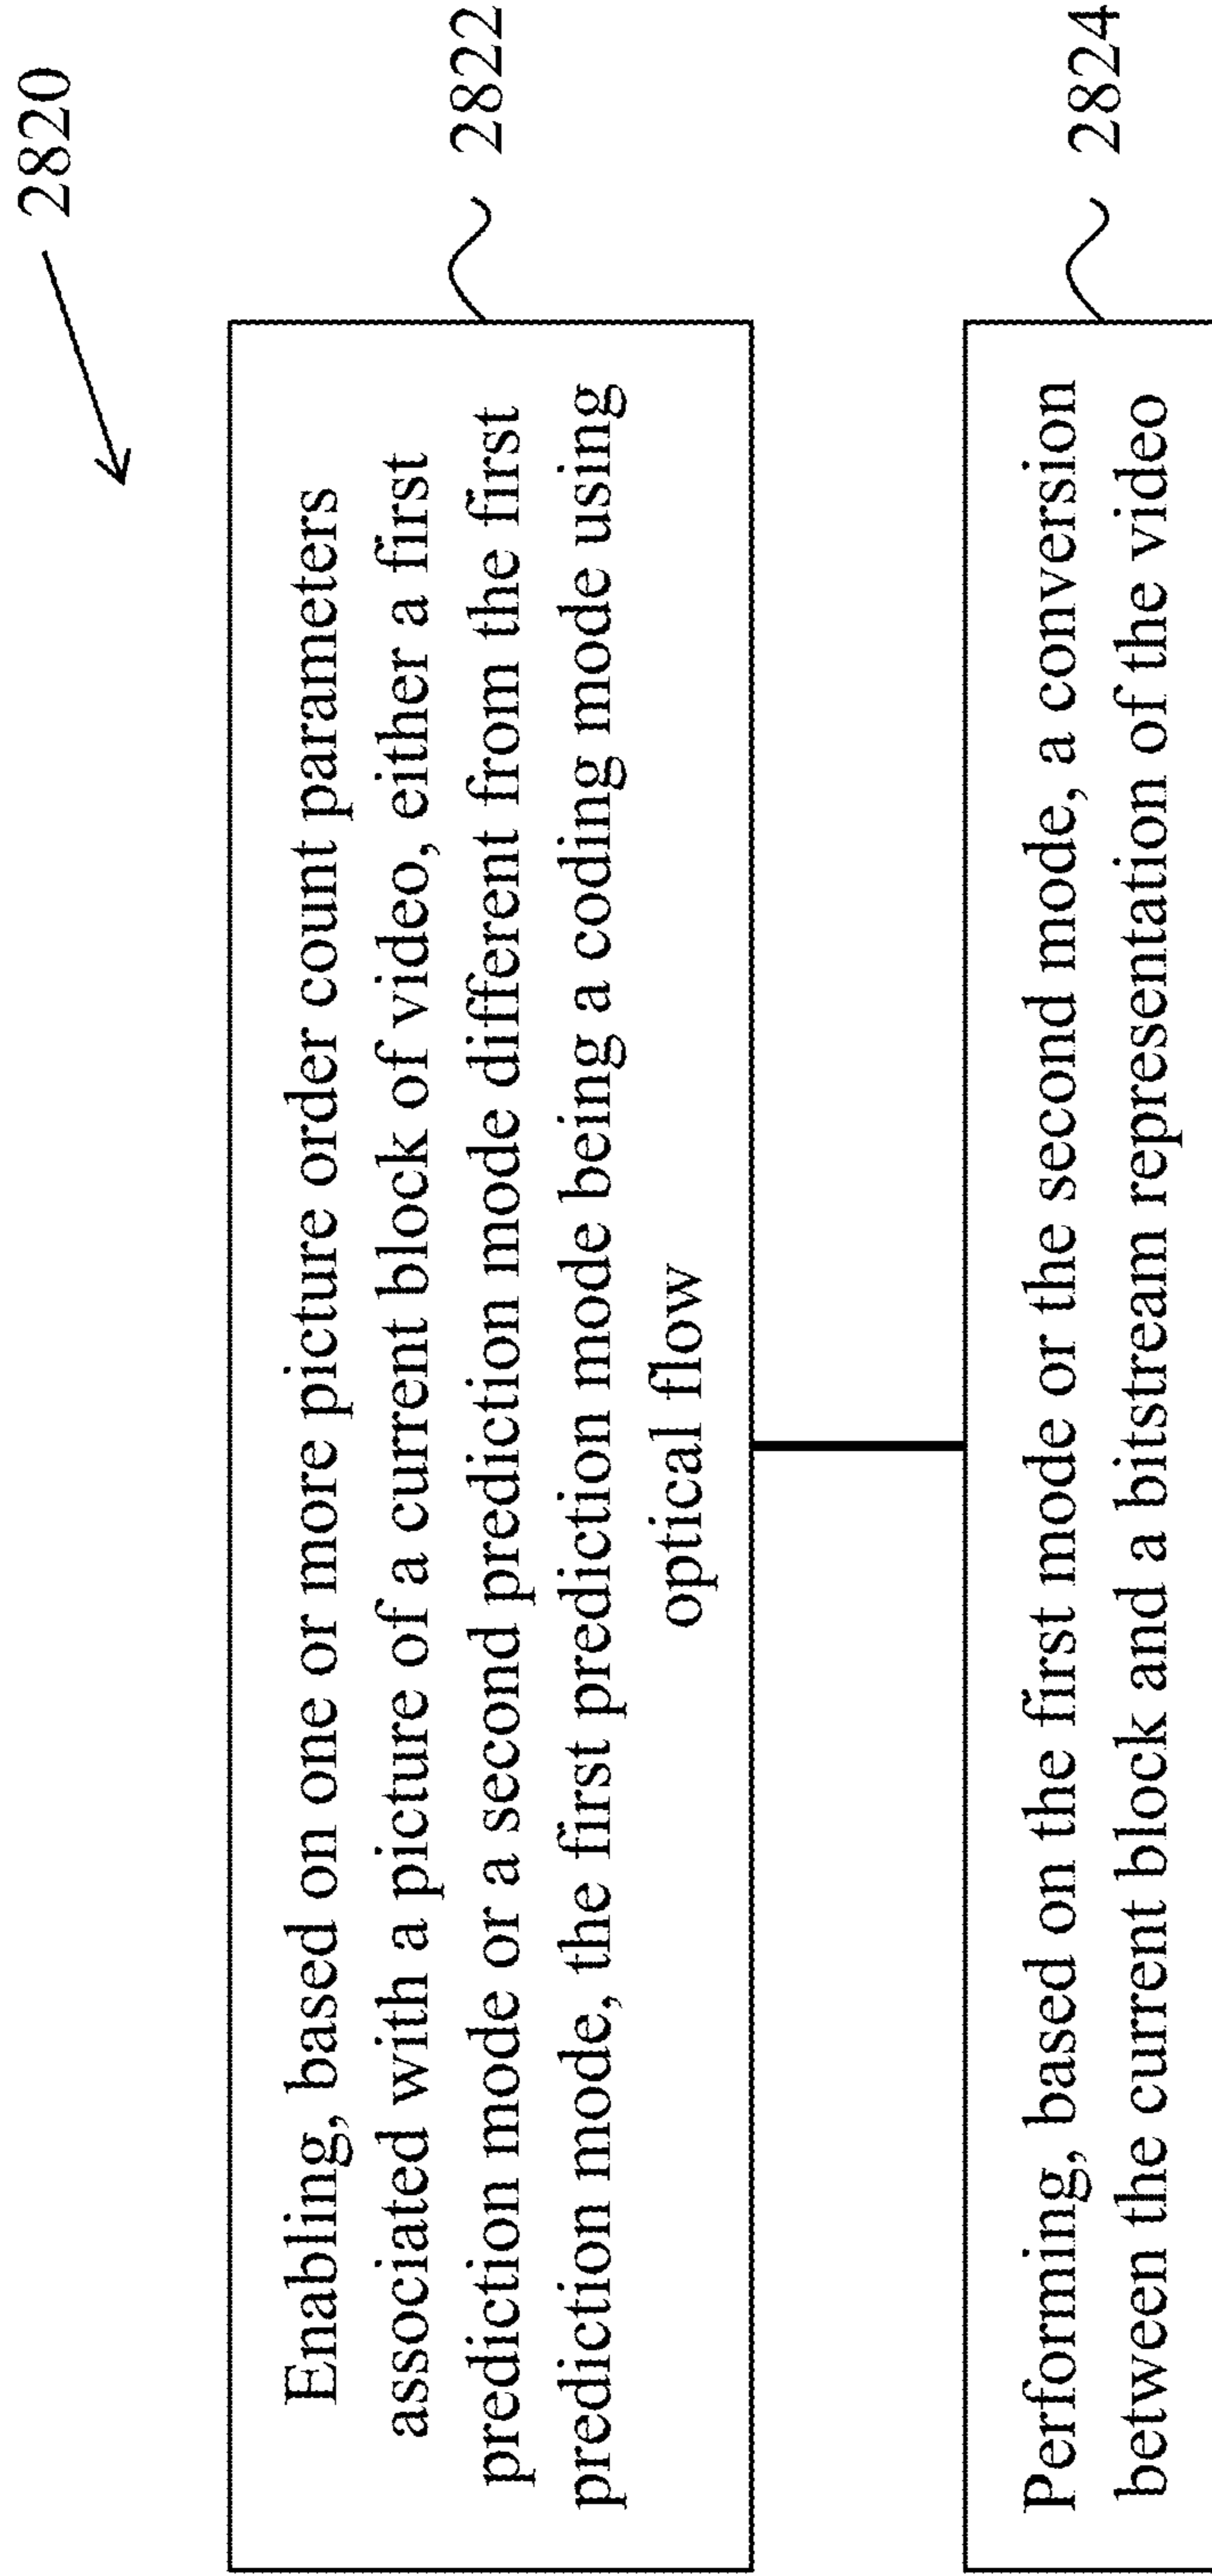 2820
Enabling, based on one or more picture order count parameters
associated with a picture of a current block of video, either a first
prediction mode or a second prediction mode different from the first
prediction mode, the first prediction mode being a coding mode using
optical flow
2822
Performing, based on the first mode or the second mode, a conversion
between the current block and a bitstream representation of the video
2824